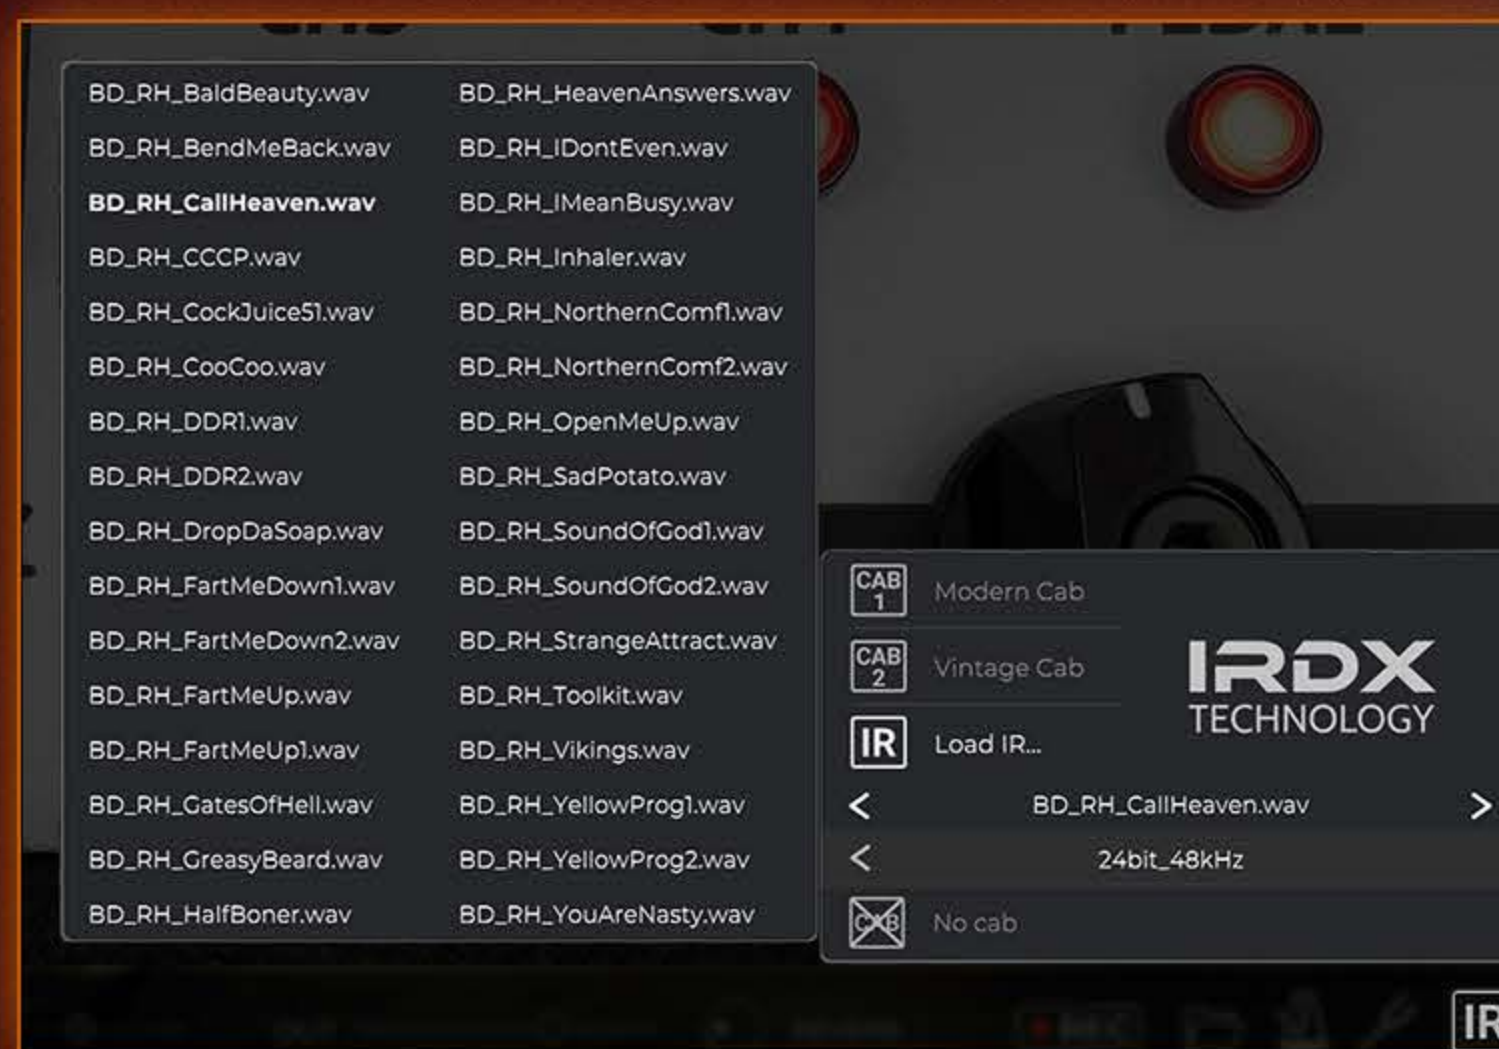 BD_RH_BaldBeauty.wav
BD_RH_BendMeBack.wav
BD_RH_CallHeaven.wav
BD_RH_CCCP.wav
BD_RH_CockJuice51.wav
BD_RH_CooCoo.wav
BD_RH_DDR1.wav
BD_RH_DDR2.wav
BD_RH_DropDaSoap.wav
BD_RH_FartMeDown1.wav
BD_RH_FartMeDown2.wav
BD_RH_FartMeUp.wav
BD_RH_FartMeUp1.wav
BD_RH_GatesOfHell.wav
BD_RH_GreasyBeard.wav
BD_RH_HalfBoner.wav
BD_RH_HeavenAnswers.wav
BD_RH_IDontEven.wav
BD_RH_IMeanBusy.wav
BD_RH_Inhaler.wav
BD_RH_NorthernComf1.wav
BD_RH_NorthernComf2.wav
BD_RH_OpenMeUp.wav
BD_RH_SadPotato.wav
BD_RH_SoundOfGod1.wav
BD_RH_SoundOfGod2.wav
BD_RH_StrangeAttract.wav
BD_RH_Toolkit.wav
BD_RH_Vikings.wav
BD_RH_YellowProg1.wav
BD_RH_YellowProg2.wav
BD_RH_YouAreNasty.wav
CAB 1 Modern Cab
CAB 2 Vintage Cab
IRDX
TECHNOLOGY
IR Load IR...
< BD_RH_CallHeaven.wav >
< 24bit_48kHz
CAB No cab
IR